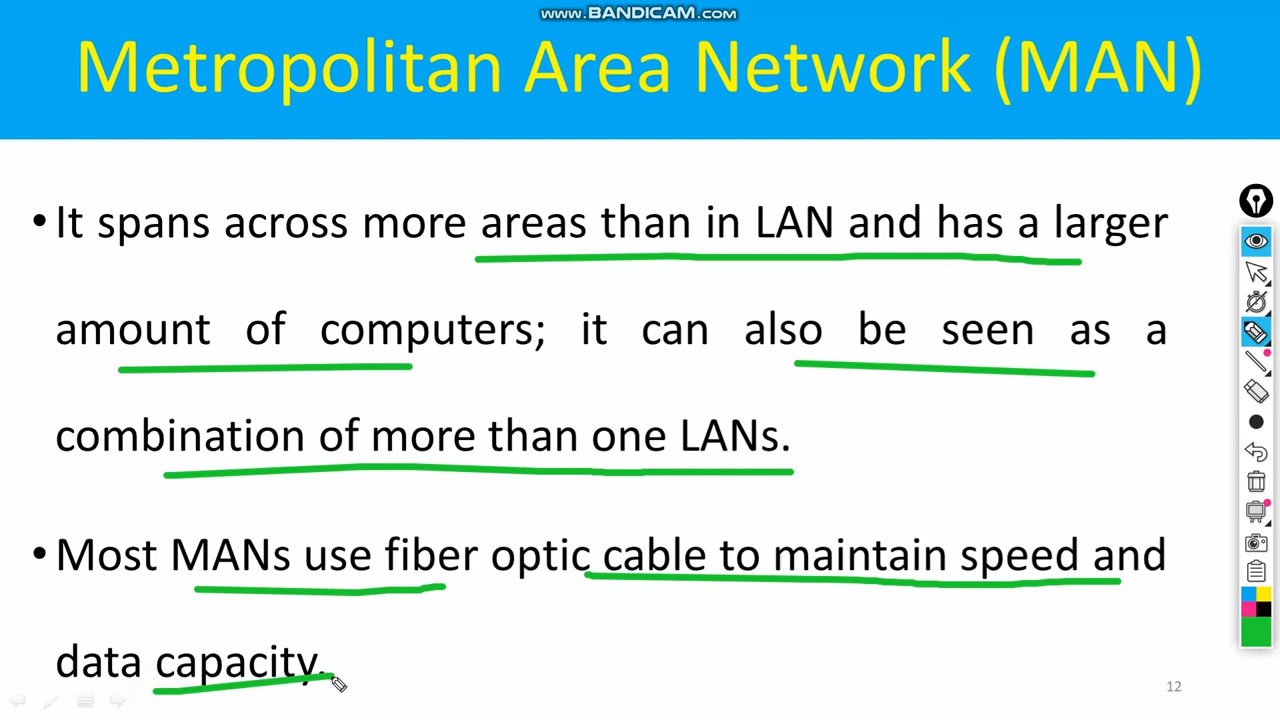 www.BANDICAM.com
Metropolitan Area Network (MAN)
• It spans across more areas than in LAN and has a larger
amount of computers; it can also be seen as a
combination of more than one LANs.
• Most MANs use fiber optic cable to maintain speed and
data capacity.
12